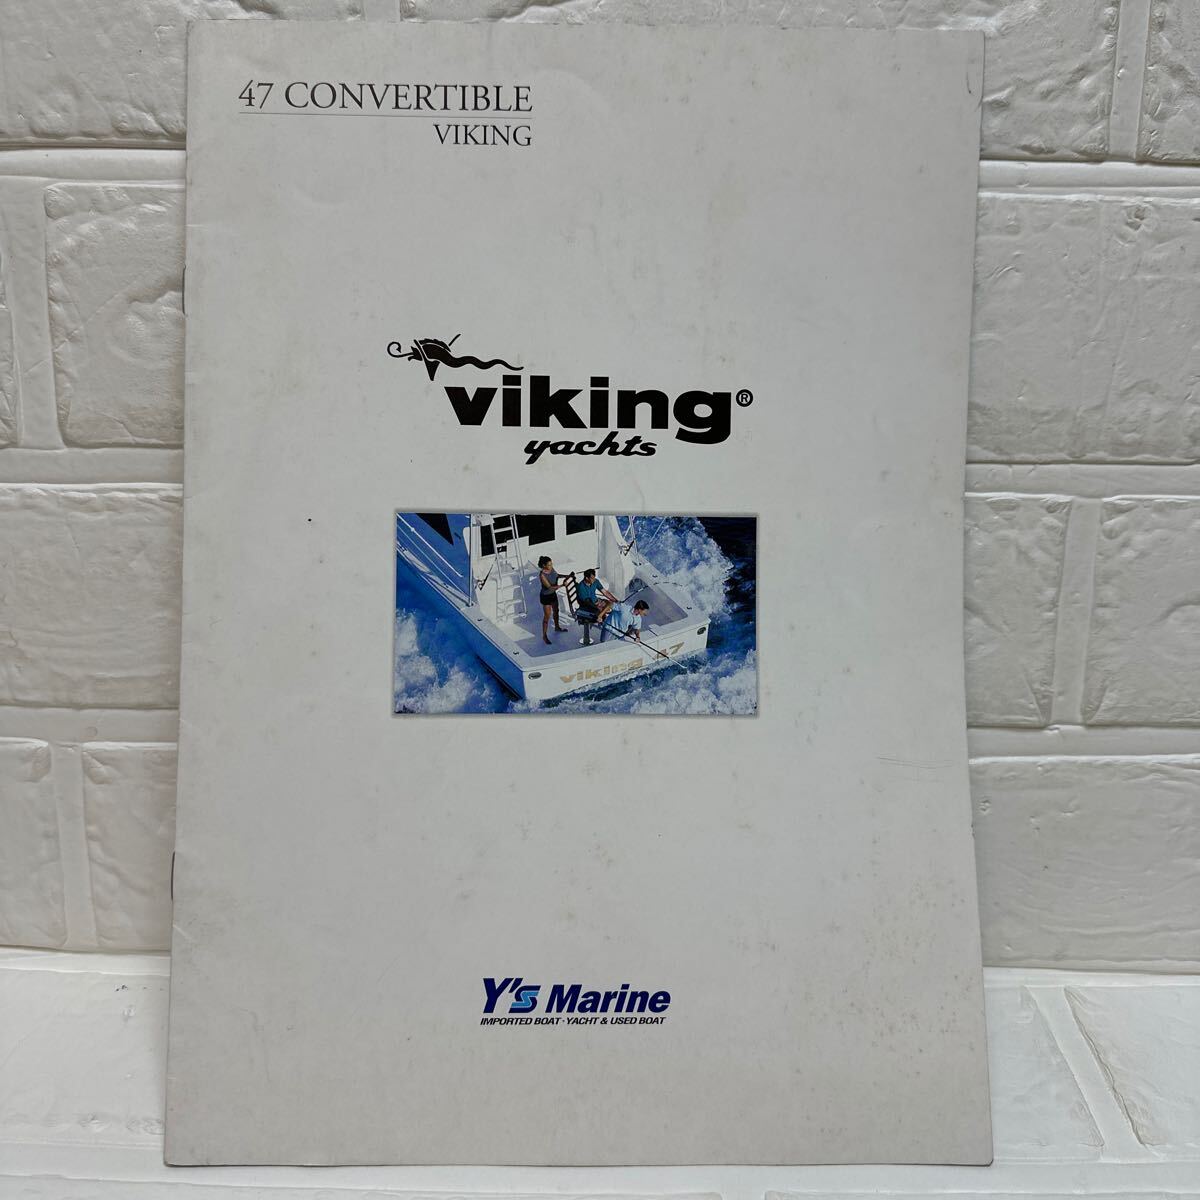 47 CONVERTIBLE
VIKING
viking®
yachts
viking 47
Y's Marine
IMPORTED BOAT・YACHT & USED BOAT